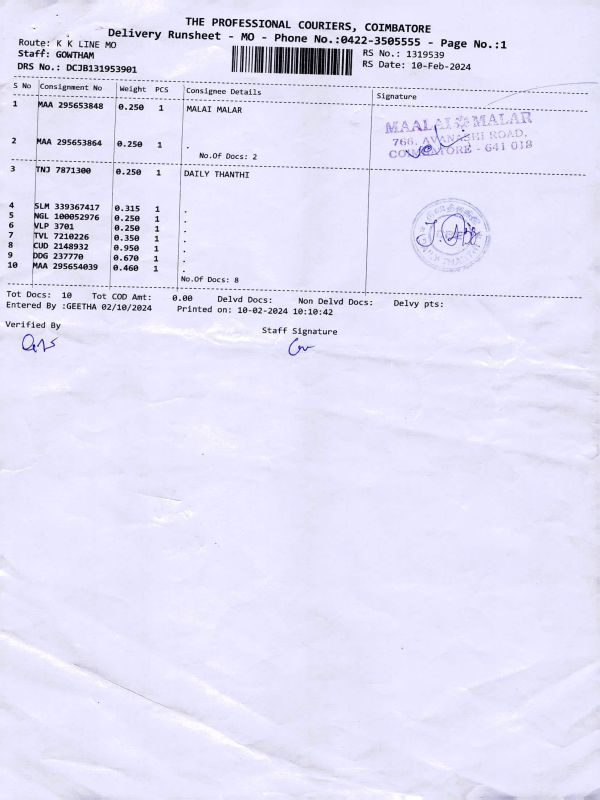 THE PROFESSIONAL COURIERS, COIMBATORE
Delivery Runsheet - MO - Phone No.:0422-3505555 - Page No.:1
Route: K K LINE MO
RS No.: 1319539
Staff: GOWTHAM
RS Date: 10-Feb-2024
DRS No.: DCJB131953901
S No Consignment No Weight PCS Consignee Details Signature
1 MAA 295653848 0.250 1 MALAI MALAR
MAALAI MALAR
766, AVANASHI ROAD,
COIMBATORE - 641 018
2 MAA 295653864 0.250 1 .
No.Of Docs: 2
3 TNJ 7871300 0.250 1 DAILY THANTHI
4 SLM 339367417 0.315 1 .
5 NGL 100052976 0.250 1 .
6 VLP 3701 0.250 1 .
7 TVL 7210226 0.350 1 .
8 CUD 2148932 0.950 1 .
9 DDG 237770 0.670 1 .
10 MAA 295654039 0.460 1 .
No.Of Docs: 8
Tot Docs: 10 Tot COD Amt: 0.00 Delvd Docs: Non Delvd Docs: Delvy pts:
Entered By :GEETHA 02/10/2024 Printed on: 10-02-2024 10:10:42
Verified By
Staff Signature